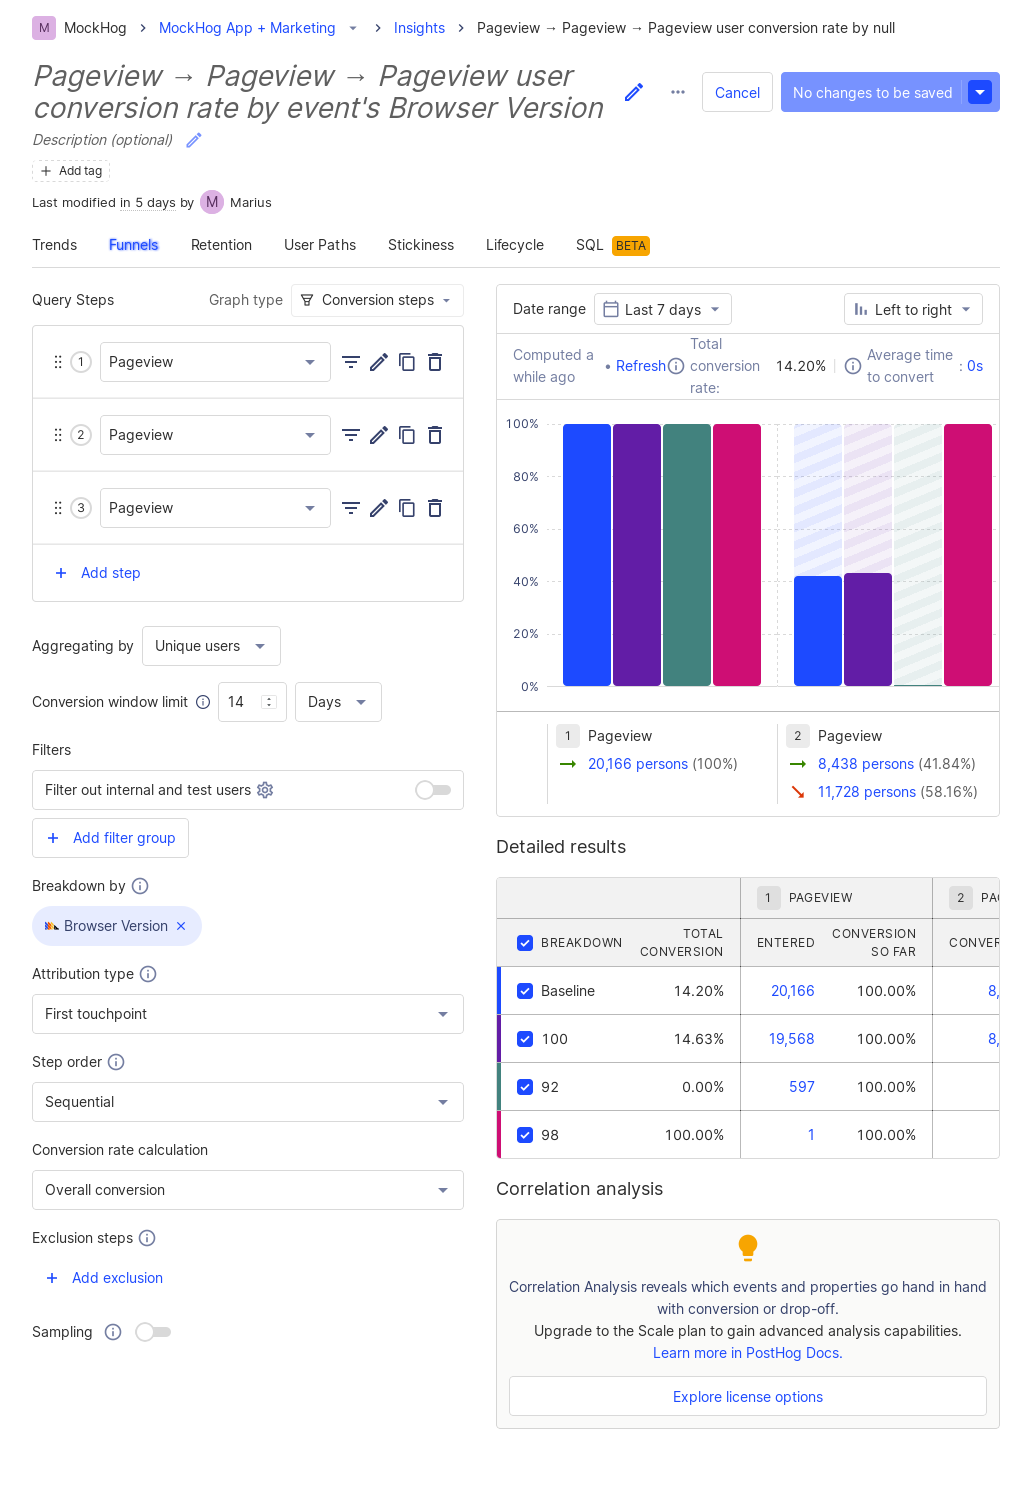 M MockHog > MockHog App + Marketing > Insights > Pageview → Pageview → Pageview user conversion rate by null
Pageview → Pageview → Pageview user
conversion rate by event's Browser Version
Cancel
No changes to be saved
Description (optional)
Add tag
Last modified in 5 days by M Marius
Trends Funnels Retention User Paths Stickiness Lifecycle SQL BETA
Query Steps
Graph type Conversion steps
1 Pageview
2 Pageview
3 Pageview
+ Add step
Aggregating by Unique users
Conversion window limit 14 Days
Filters
Filter out internal and test users
+ Add filter group
Breakdown by
Browser Version ×
Attribution type
First touchpoint
Step order
Sequential
Conversion rate calculation
Overall conversion
Exclusion steps
+ Add exclusion
Sampling
Date range Last 7 days
Left to right
Computed a
while ago
• Refresh
Total
conversion
rate:
14.20%
Average time
to convert
: 0s
100%
80%
60%
40%
20%
0%
1 Pageview
20,166 persons (100%)
2 Pageview
8,438 persons (41.84%)
11,728 persons (58.16%)
Detailed results
1 PAGEVIEW
2 PAG
BREAKDOWN
TOTAL
CONVERSION
ENTERED
CONVERSION
SO FAR
CONVER
Baseline 14.20% 20,166 100.00% 8,
100 14.63% 19,568 100.00% 8,
92 0.00% 597 100.00%
98 100.00% 1 100.00%
Correlation analysis
Correlation Analysis reveals which events and properties go hand in hand
with conversion or drop-off.
Upgrade to the Scale plan to gain advanced analysis capabilities.
Learn more in PostHog Docs.
Explore license options